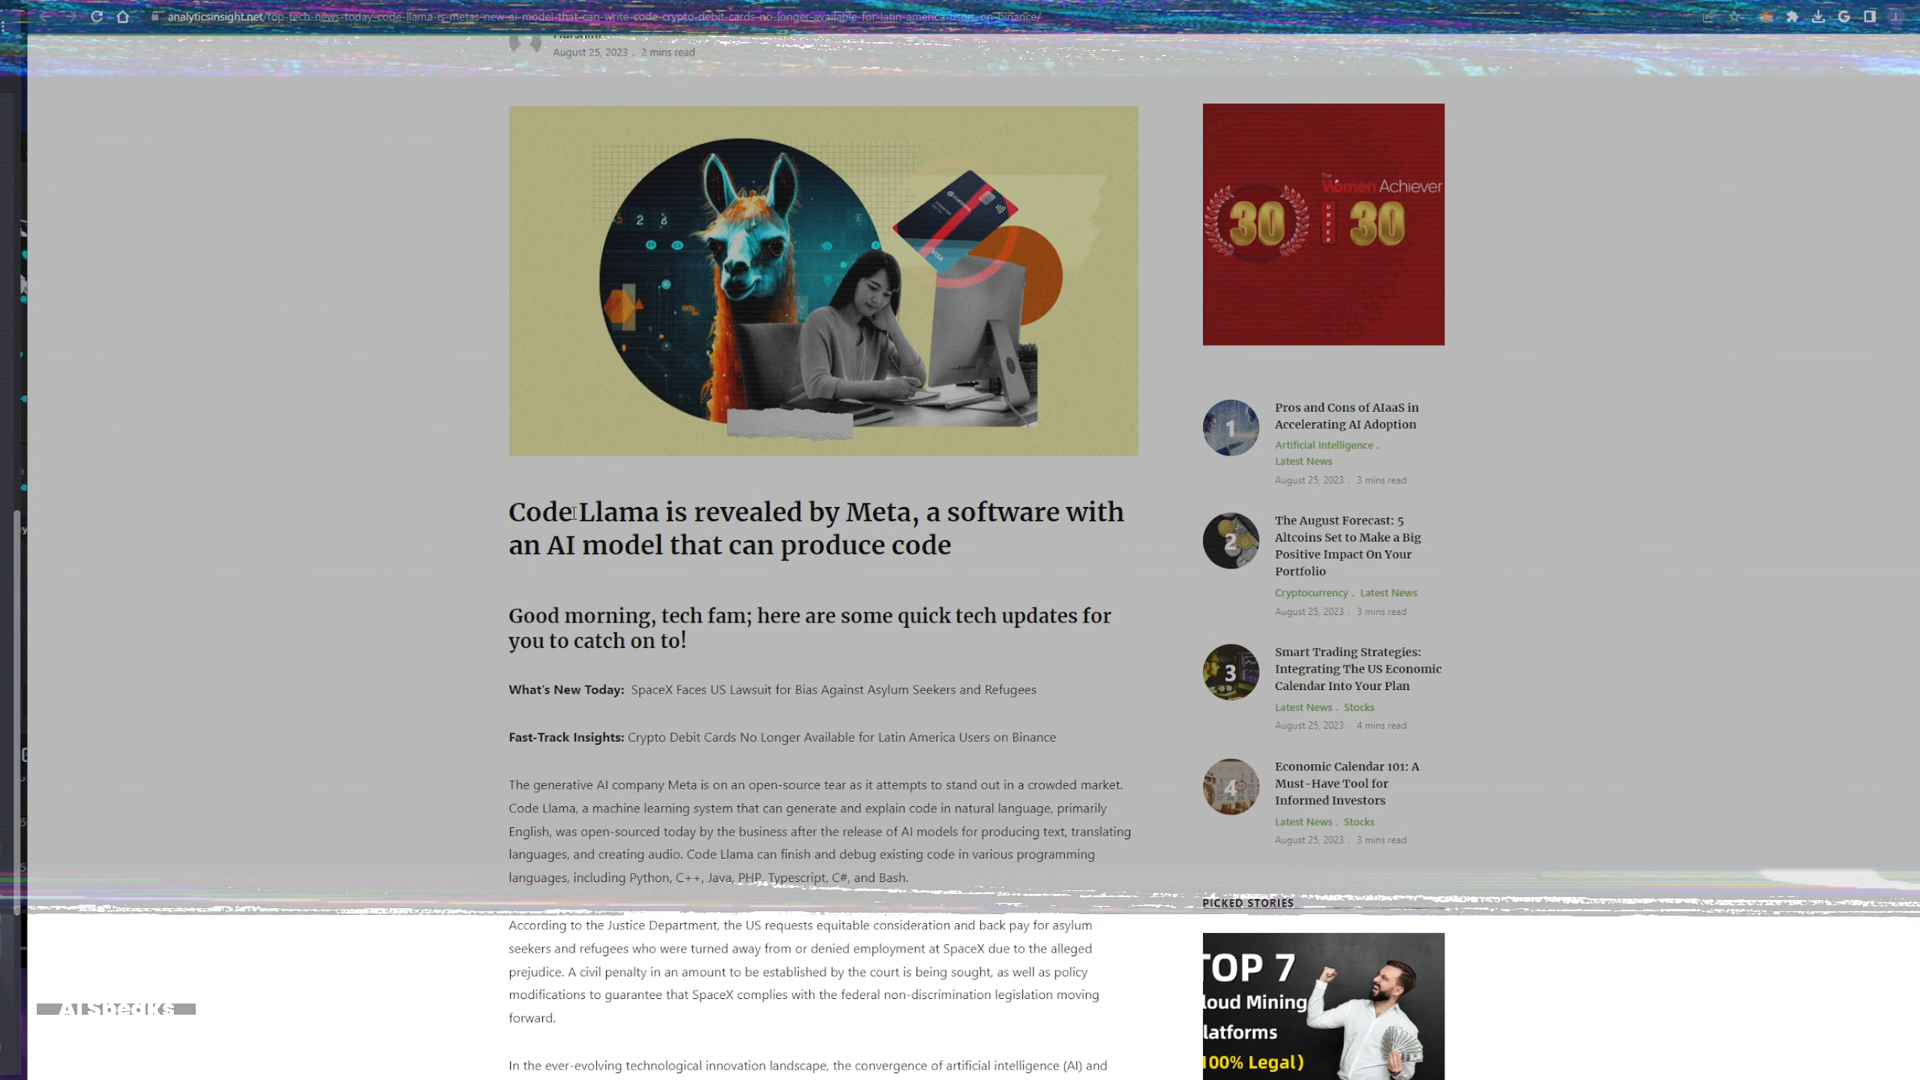 analyticsinsight.net/top-tech-news-today-code-llama-is-metas-new-ai-model-that-can-write-code-crypto-debit-cards-no-longer-available-for-latin-america-users-on-binance/
August 25, 2023 . 2 mins read
The
Women Achiever
30 UNDER 30
VISA
Code Llama is revealed by Meta, a software with
an AI model that can produce code
Good morning, tech fam; here are some quick tech updates for
you to catch on to!
What's New Today: SpaceX Faces US Lawsuit for Bias Against Asylum Seekers and Refugees
Fast-Track Insights: Crypto Debit Cards No Longer Available for Latin America Users on Binance
The generative AI company Meta is on an open-source tear as it attempts to stand out in a crowded market.
Code Llama, a machine learning system that can generate and explain code in natural language, primarily
English, was open-sourced today by the business after the release of AI models for producing text, translating
languages, and creating audio. Code Llama can finish and debug existing code in various programming
languages, including Python, C++, Java, PHP, Typescript, C#, and Bash.
According to the Justice Department, the US requests equitable consideration and back pay for asylum
seekers and refugees who were turned away from or denied employment at SpaceX due to the alleged
prejudice. A civil penalty in an amount to be established by the court is being sought, as well as policy
modifications to guarantee that SpaceX complies with the federal non-discrimination legislation moving
forward.
In the ever-evolving technological innovation landscape, the convergence of artificial intelligence (AI) and
1
Pros and Cons of AIaaS in
Accelerating AI Adoption
Artificial Intelligence .
Latest News
August 25, 2023 . 3 mins read
2
The August Forecast: 5
Altcoins Set to Make a Big
Positive Impact On Your
Portfolio
Cryptocurrency . Latest News
August 25, 2023 . 3 mins read
3
Smart Trading Strategies:
Integrating The US Economic
Calendar Into Your Plan
Latest News . Stocks
August 25, 2023 . 4 mins read
4
Economic Calendar 101: A
Must-Have Tool for
Informed Investors
Latest News . Stocks
August 25, 2023 . 3 mins read
PICKED STORIES
TOP 7
loud Mining
latforms
100% Legal)